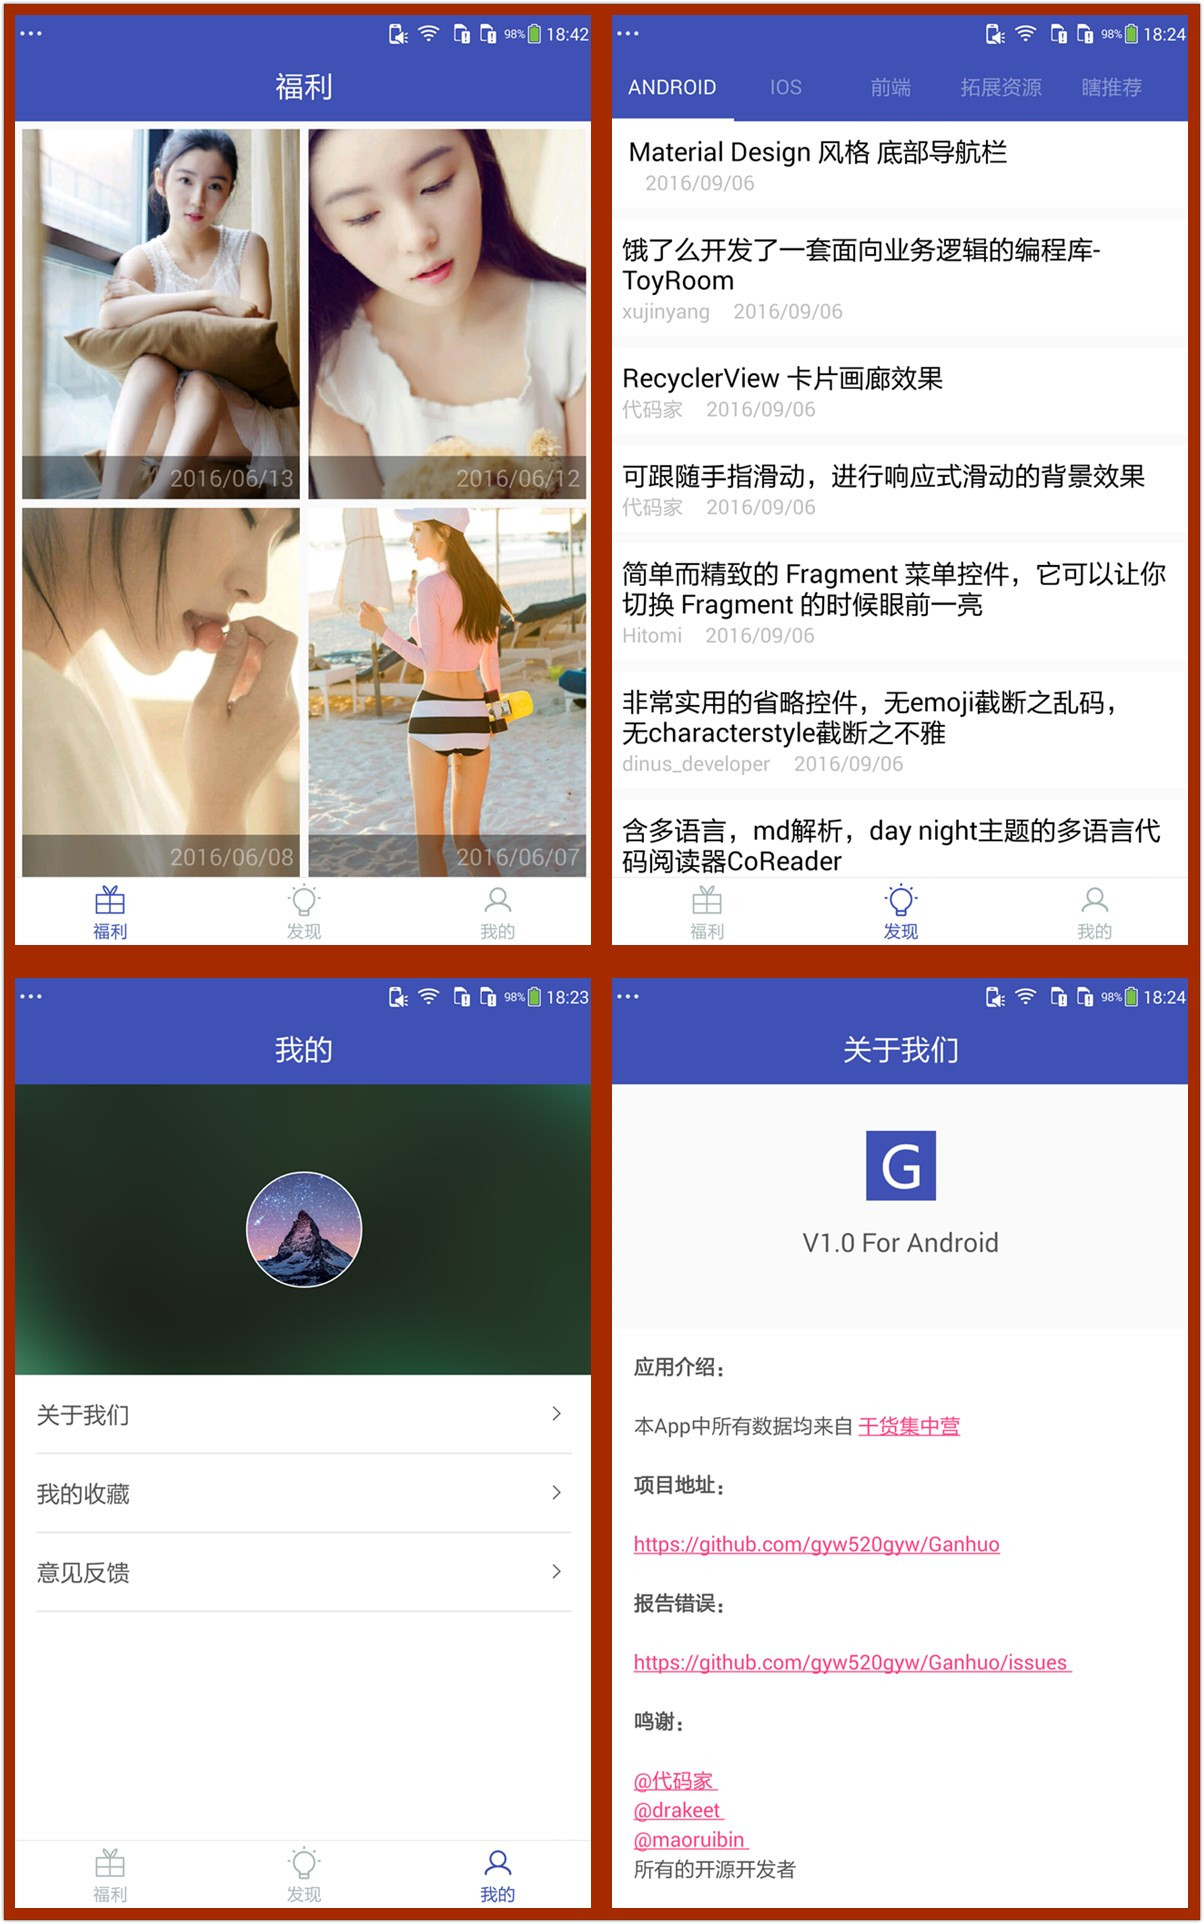 98% 18:42
福利
2016/06/13
2016/06/12
2016/06/08
2016/06/07
福利 发现 我的
98% 18:24
ANDROID IOS 前端 拓展资源 瞎推荐
Material Design 风格 底部导航栏
2016/09/06
饿了么开发了一套面向业务逻辑的编程库-
ToyRoom
xujinyang 2016/09/06
RecyclerView 卡片画廊效果
代码家 2016/09/06
可跟随手指滑动，进行响应式滑动的背景效果
代码家 2016/09/06
简单而精致的 Fragment 菜单控件，它可以让你
切换 Fragment 的时候眼前一亮
Hitomi 2016/09/06
非常实用的省略控件，无emoji截断之乱码，
无characterstyle截断之不雅
dinus_developer 2016/09/06
含多语言，md解析，day night主题的多语言代
码阅读器CoReader
福利 发现 我的
98% 18:23
我的
关于我们
我的收藏
意见反馈
福利 发现 我的
98% 18:24
关于我们
G
V1.0 For Android
应用介绍：
本App中所有数据均来自 干货集中营
项目地址：
https://github.com/gyw520gyw/Ganhuo
报告错误：
https://github.com/gyw520gyw/Ganhuo/issues
鸣谢：
@代码家
@drakeet
@maoruibin
所有的开源开发者